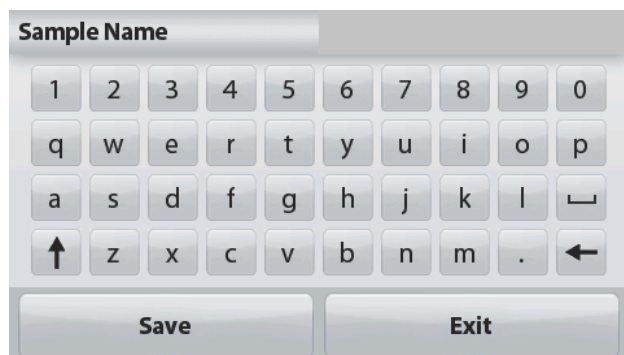 Sample Name
1 2 3 4 5 6 7 8 9 0
q w e r t y u i o p
a s d f g h j k l
z x c v b n m .
Save Exit